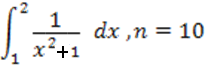 ∫₁² 1/(x²+1) dx , n = 10